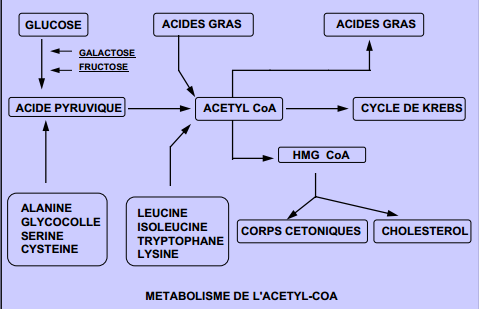 GLUCOSE
ACIDES GRAS
ACIDES GRAS
GALACTOSE
FRUCTOSE
ACIDE PYRUVIQUE
ACETYL CoA
CYCLE DE KREBS
HMG CoA
ALANINE
GLYCOCOLLE
SERINE
CYSTEINE
LEUCINE
ISOLEUCINE
TRYPTOPHANE
LYSINE
CORPS CETONIQUES
CHOLESTEROL
METABOLISME DE L'ACETYL-COA